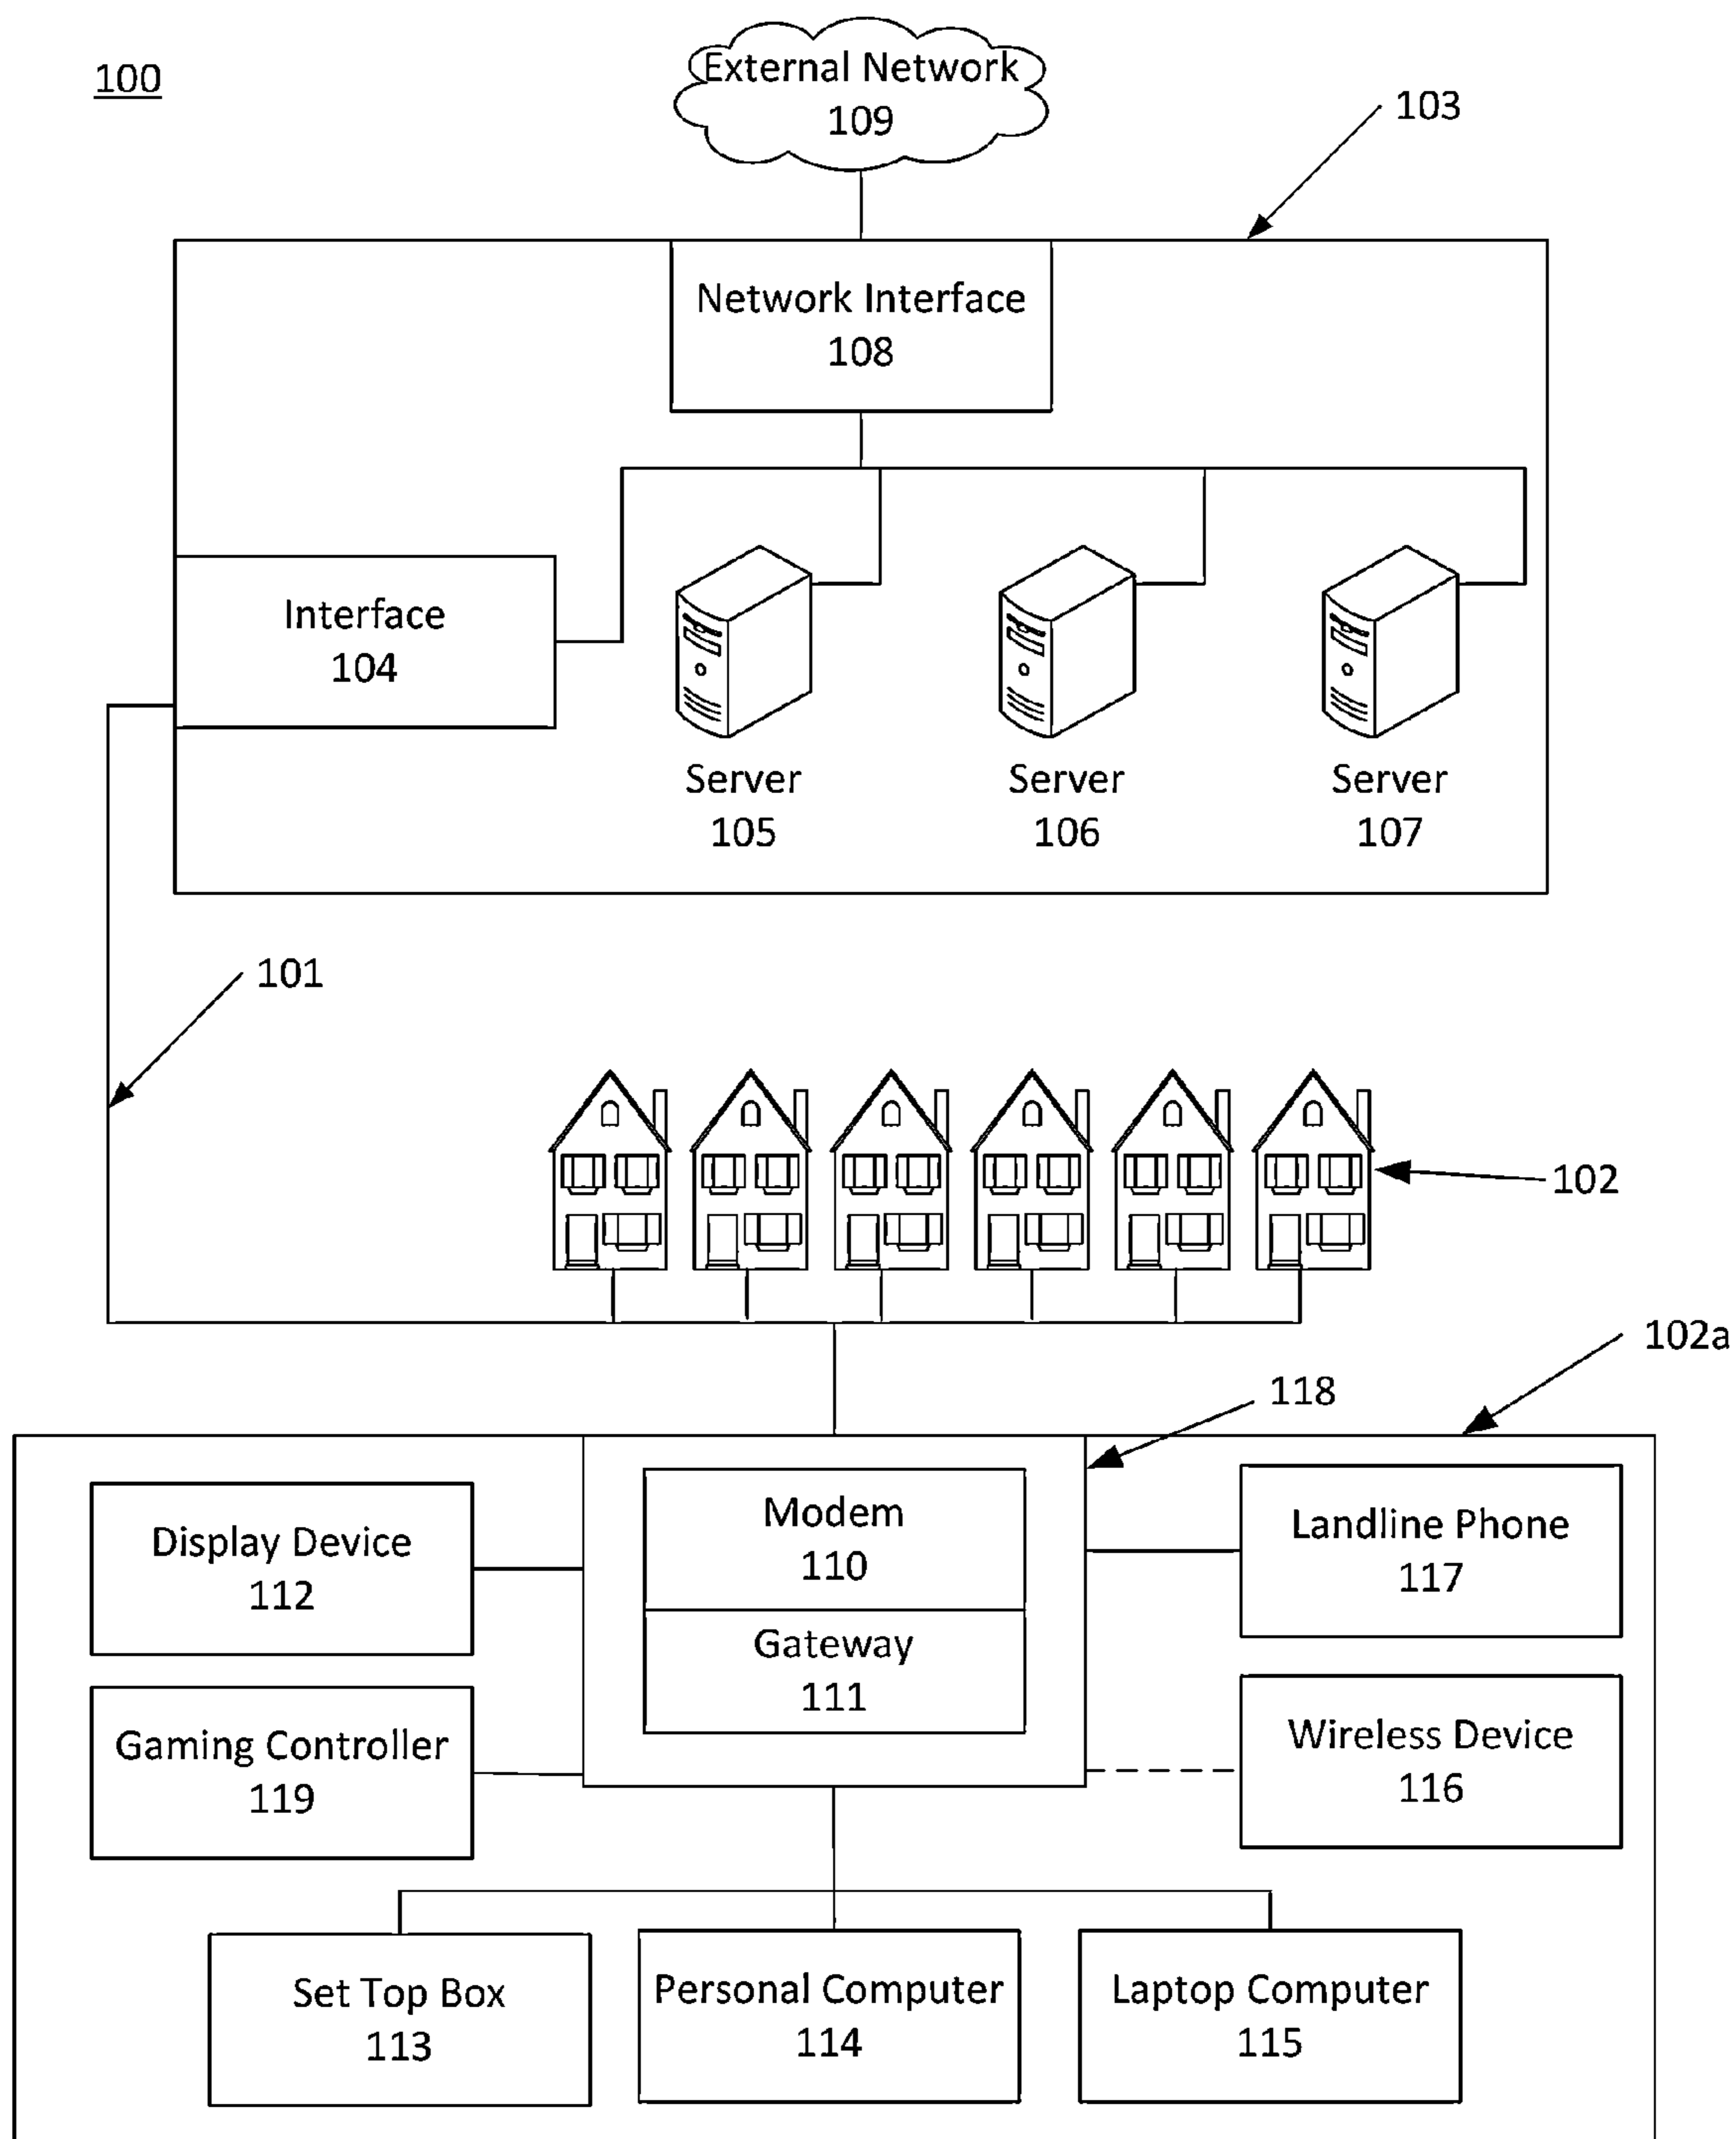 100
External Network
109
103
Network Interface
108
Interface
104
Server
105
Server
106
Server
107
101
102
102a
118
Modem
110
Gateway
111
Display Device
112
Landline Phone
117
Gaming Controller
119
Wireless Device
116
Set Top Box
113
Personal Computer
114
Laptop Computer
115